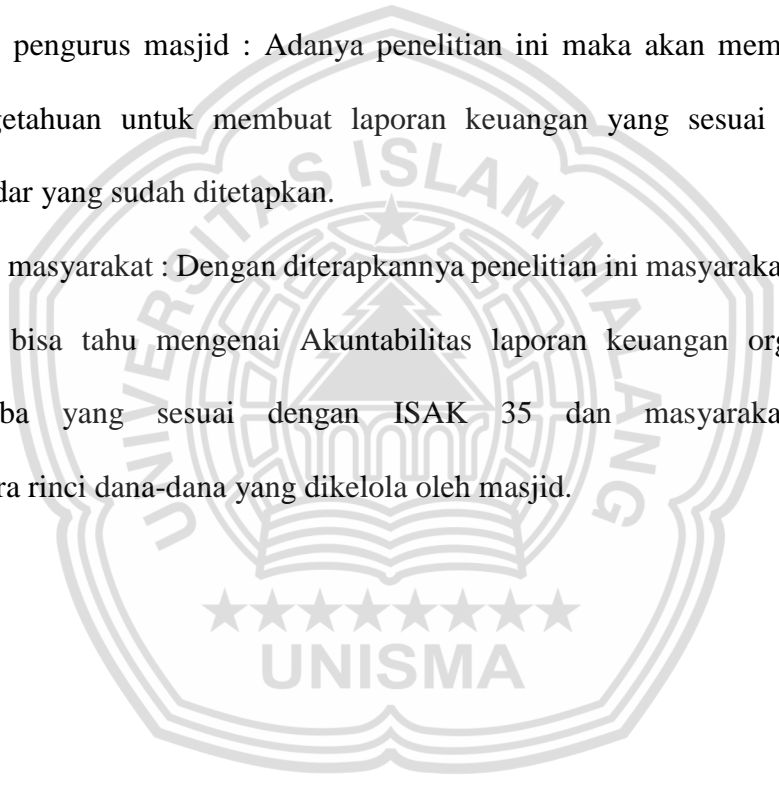 pengurus masjid : Adanya penelitian ini maka akan mem
getahuan untuk membuat laporan keuangan yang sesuai
dar yang sudah ditetapkan.
masyarakat : Dengan diterapkannya penelitian ini masyaraka
bisa tahu mengenai Akuntabilitas laporan keuangan org
ba yang sesuai dengan ISAK 35 dan masyaraka
ra rinci dana-dana yang dikelola oleh masjid.
UNIVERSITAS ISLAM MALANG
UNISMA